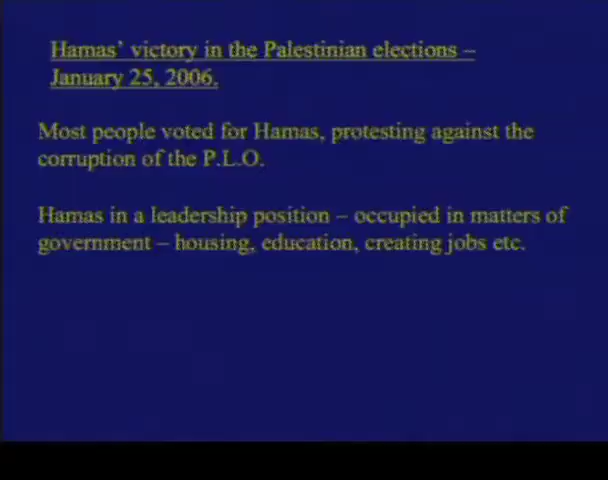 Hamas' victory in the Palestinian elections –
January 25, 2006.
Most people voted for Hamas, protesting against the
corruption of the P.L.O.
Hamas in a leadership position – occupied in matters of
government – housing, education, creating jobs etc.